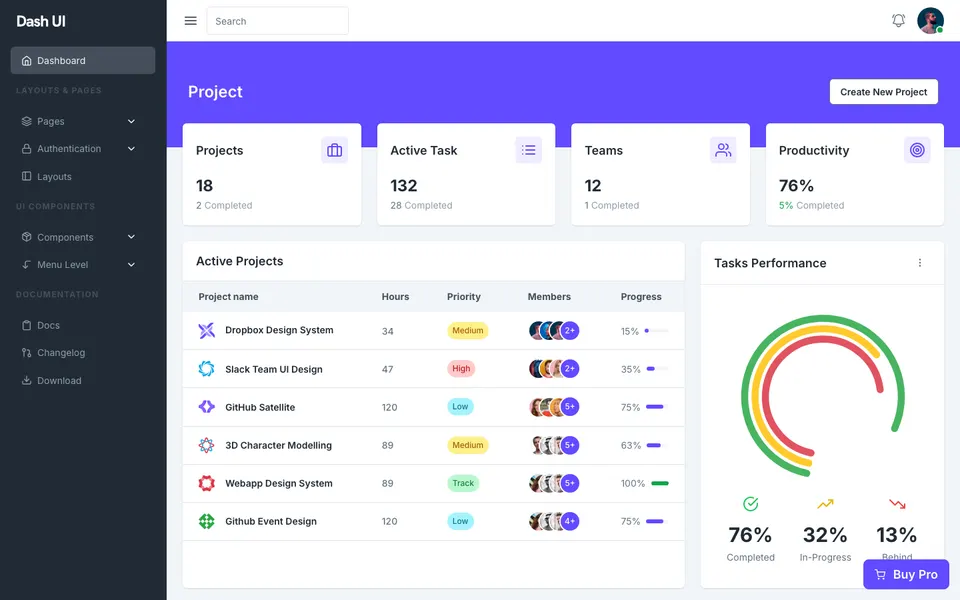 Dash UI
Search
Dashboard
LAYOUTS & PAGES
Pages
Authentication
Layouts
UI COMPONENTS
Components
Menu Level
DOCUMENTATION
Docs
Changelog
Download
Project
Create New Project
Projects
18
2 Completed
Active Task
132
28 Completed
Teams
12
1 Completed
Productivity
76%
5% Completed
Active Projects
Project name Hours Priority Members Progress
Dropbox Design System 34 Medium 2+ 15%
Slack Team UI Design 47 High 2+ 35%
GitHub Satellite 120 Low 5+ 75%
3D Character Modelling 89 Medium 5+ 63%
Webapp Design System 89 Track 5+ 100%
Github Event Design 120 Low 4+ 75%
Tasks Performance
76% 32% 13%
Completed In-Progress Behind
Buy Pro